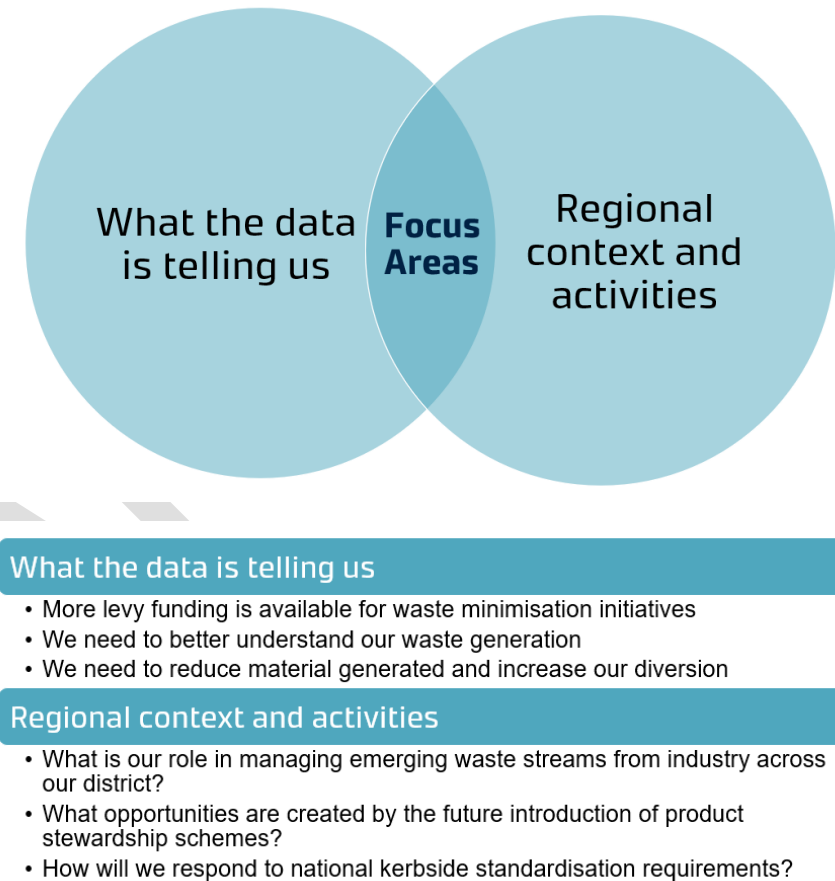 What the data
is telling us
Focus
Areas
Regional
context and
activities
What the data is telling us
• More levy funding is available for waste minimisation initiatives
• We need to better understand our waste generation
• We need to reduce material generated and increase our diversion
Regional context and activities
• What is our role in managing emerging waste streams from industry across
our district?
• What opportunities are created by the future introduction of product
stewardship schemes?
• How will we respond to national kerbside standardisation requirements?